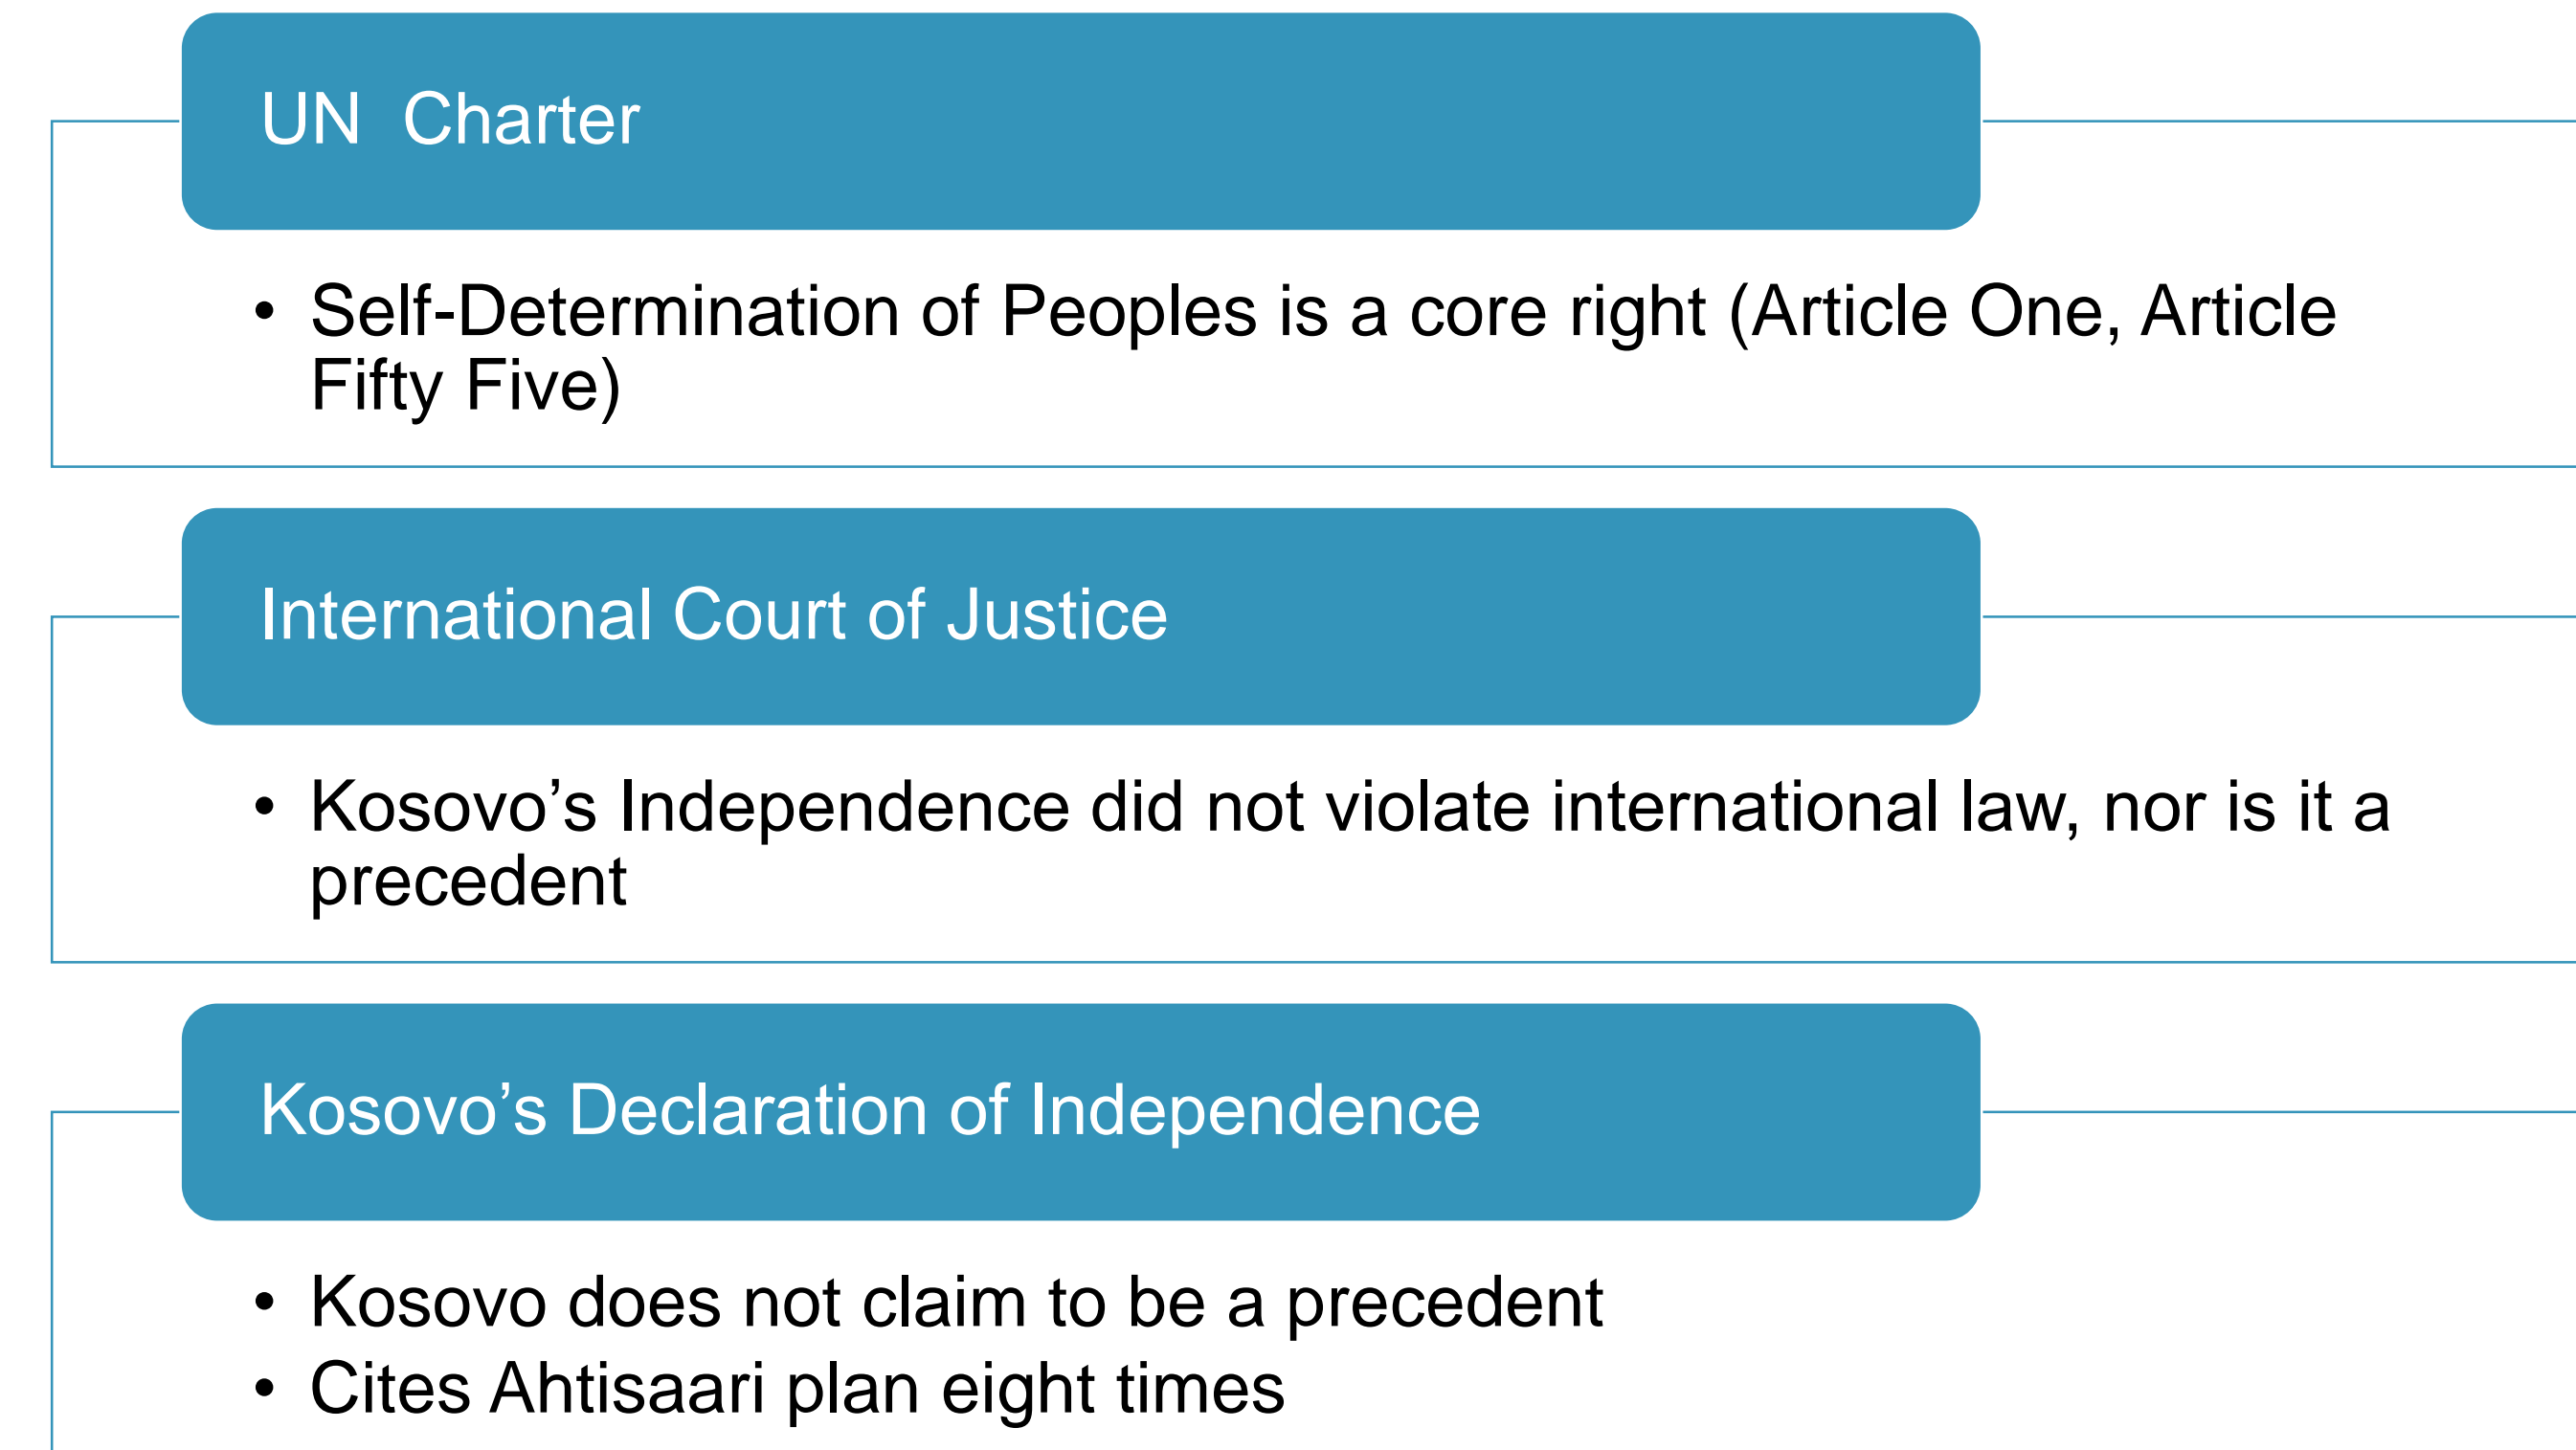 UN  Charter
• Self-Determination of Peoples is a core right (Article One, Article
Fifty Five)
International Court of Justice
• Kosovo’s Independence did not violate international law, nor is it a
precedent
Kosovo’s Declaration of Independence
• Kosovo does not claim to be a precedent
• Cites Ahtisaari plan eight times